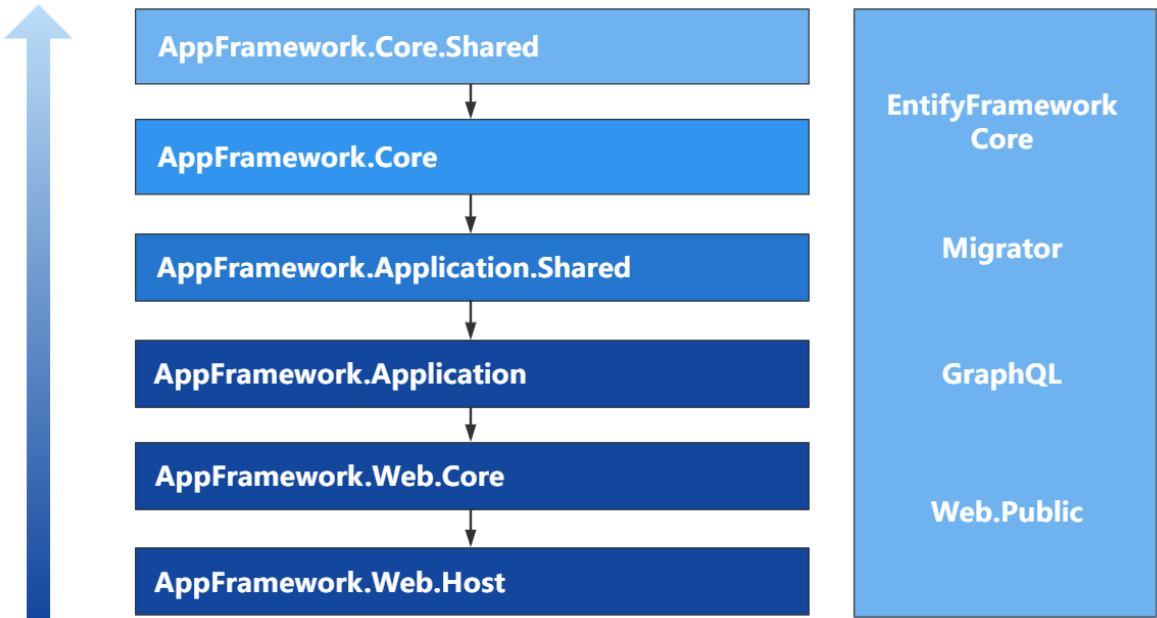 AppFramework.Core.Shared
AppFramework.Core
AppFramework.Application.Shared
AppFramework.Application
AppFramework.Web.Core
AppFramework.Web.Host
EntifyFramework
Core
Migrator
GraphQL
Web.Public